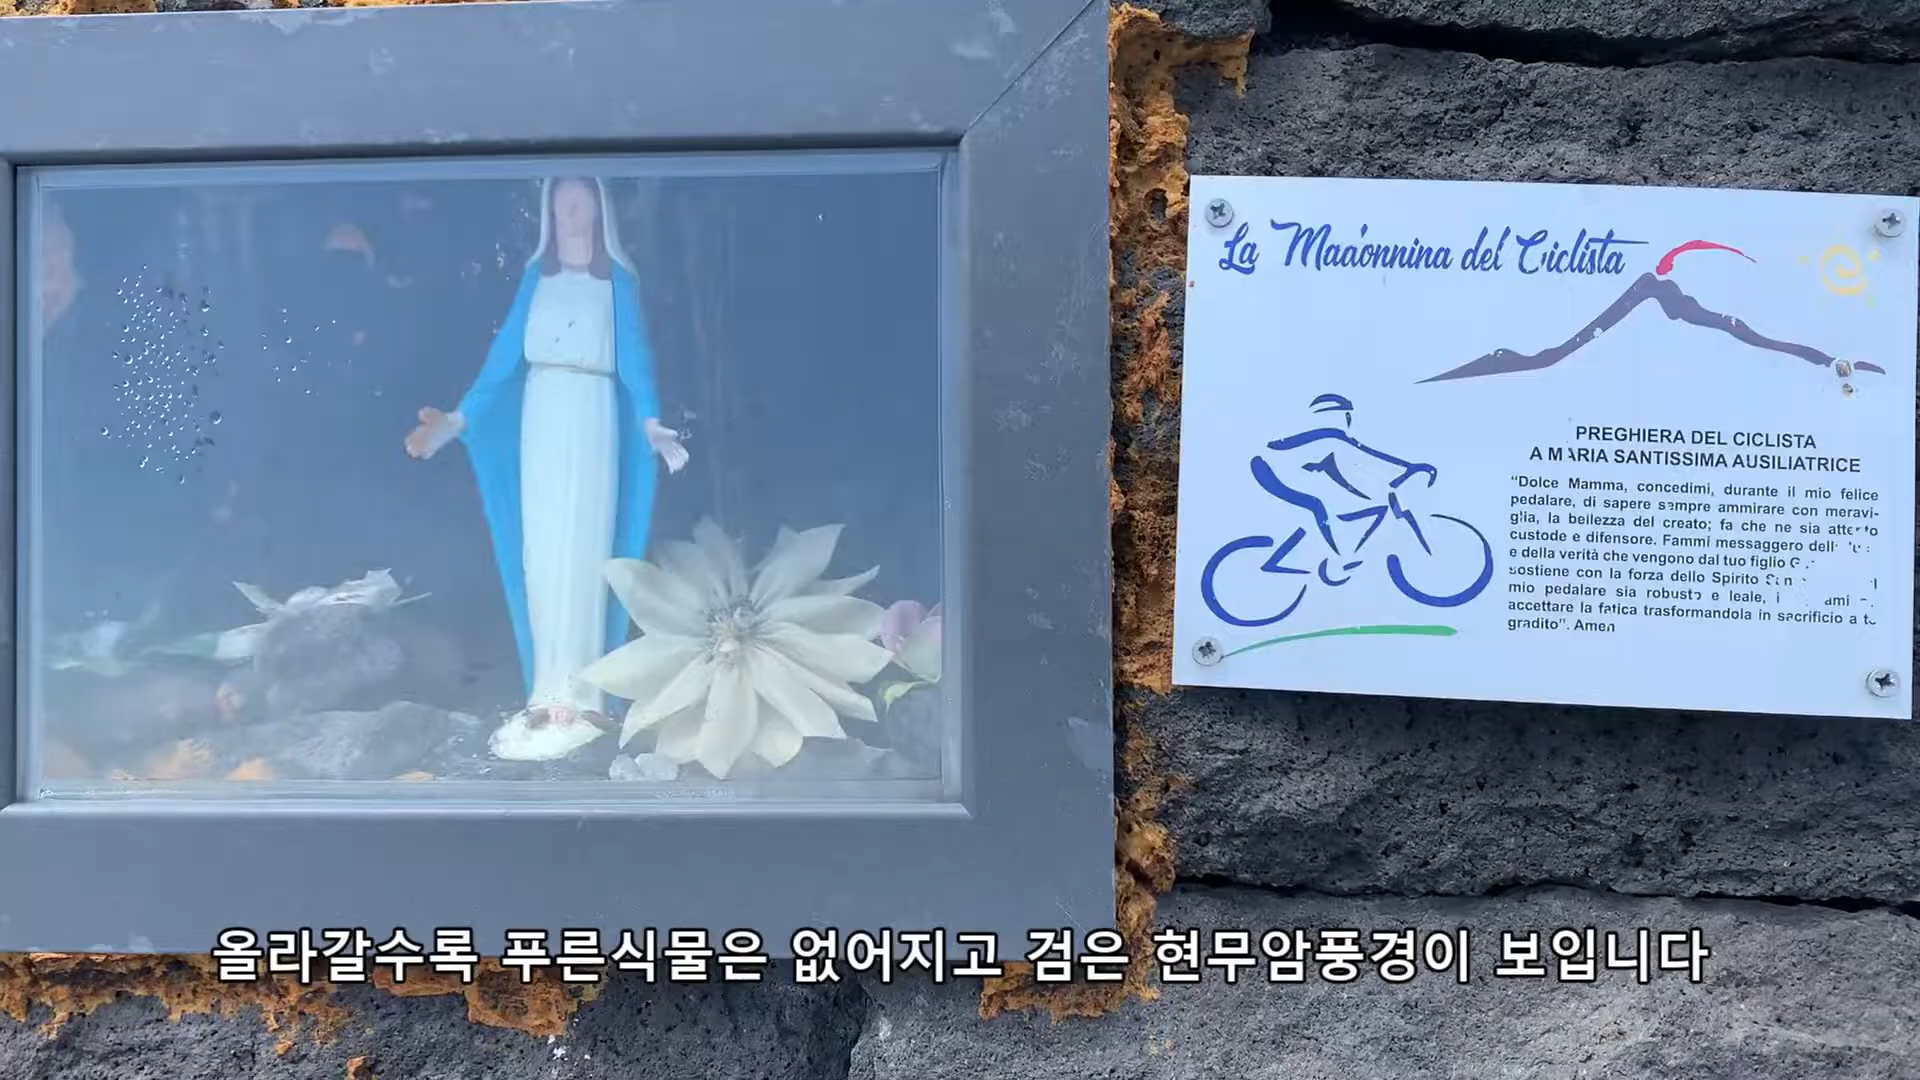 La Madonnina del Ciclista
PREGHIERA DEL CICLISTA
A MARIA SANTISSIMA AUSILIATRICE
“Dolce Mamma, concedimi, durante il mio felice
pedalare, di sapere sempre ammirare con meravi-
glia, la bellezza del creato; fa che ne sia attento
custode e difensore. Fammi messaggero
e della verità che vengono dal tuo figlio
sostiene con la forza dello Spirito
mio pedalare sia robusto e leale,
accettare la fatica trasformandola in sacrificio a
gradito”. Amen
올라갈수록 푸른식물은 없어지고 검은 현무암풍경이 보입니다